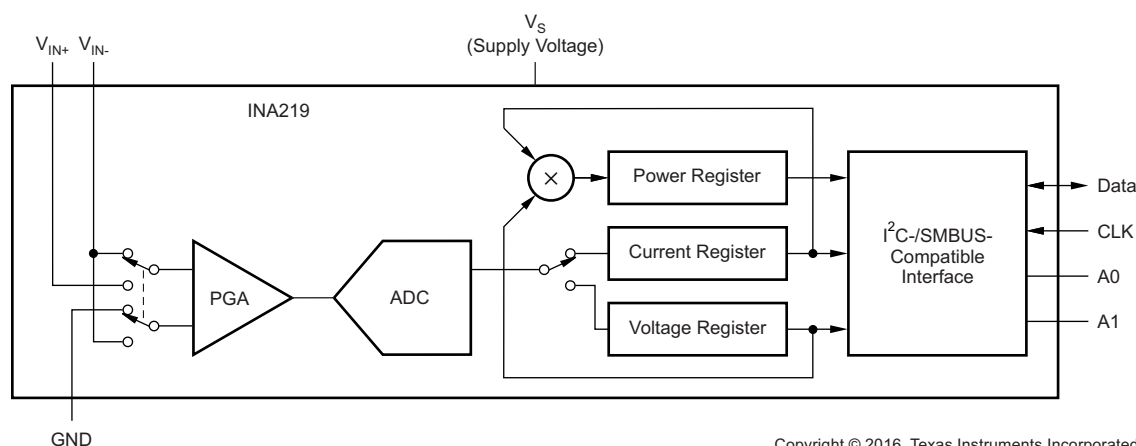 V_S
(Supply Voltage)
V_IN+ V_IN-
INA219
×
Power Register
Data
PGA
ADC
Current Register
I²C-/SMBUS-
Compatible
Interface
CLK
A0
Voltage Register
A1
GND
Copyright © 2016, Texas Instruments Incorporated